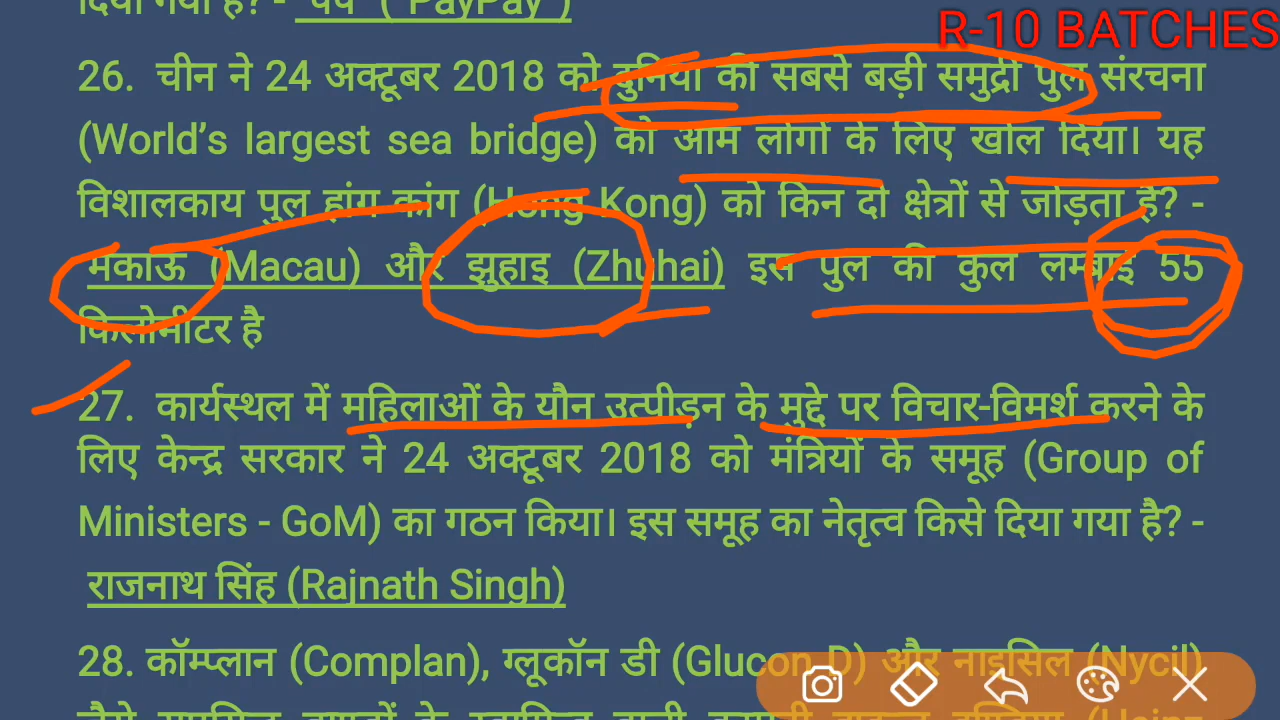 दिया गया है? - "पेपे" ("PayPay")
R-10 BATCHES
26. चीन ने 24 अक्टूबर 2018 को दुनिया की सबसे बड़ी समुद्री पुल संरचना
(World’s largest sea bridge) को आम लोगों के लिए खोल दिया। यह
विशालकाय पुल हांग कांग (Hong Kong) को किन दो क्षेत्रों से जोड़ता है? -
मकाऊ (Macau) और झुहाइ (Zhuhai) इस पुल की कुल लम्बाइ 55
किलोमीटर है
27. कार्यस्थल में महिलाओं के यौन उत्पीड़न के मुद्दे पर विचार-विमर्श करने के
लिए केन्द्र सरकार ने 24 अक्टूबर 2018 को मंत्रियों के समूह (Group of
Ministers - GoM) का गठन किया। इस समूह का नेतृत्व किसे दिया गया है? -
राजनाथ सिंह (Rajnath Singh)
28. कॉम्प्लान (Complan), ग्लूकॉन डी (Glucon D) और नाइसिल (Nycil)